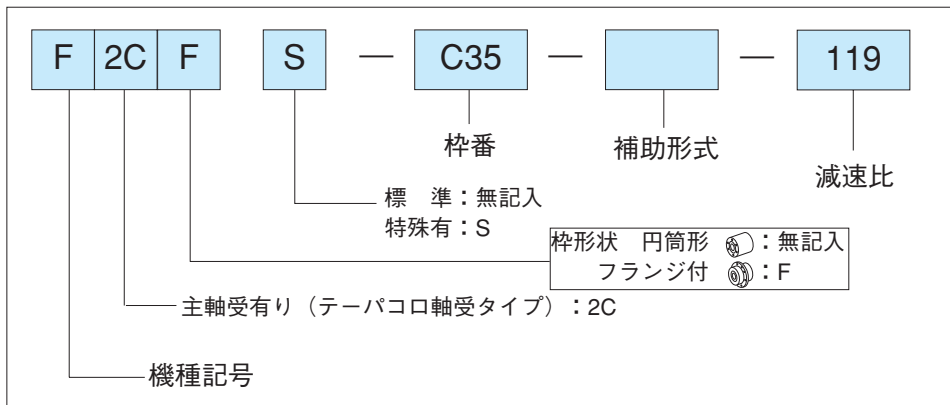 F 2C F S — C35 — — 119
枠番
補助形式
減速比
標　準：無記入
特殊有：S
枠形状　円筒形 ：無記入
フランジ付 ：F
主軸受有り（テーパコロ軸受タイプ）：2C
機種記号